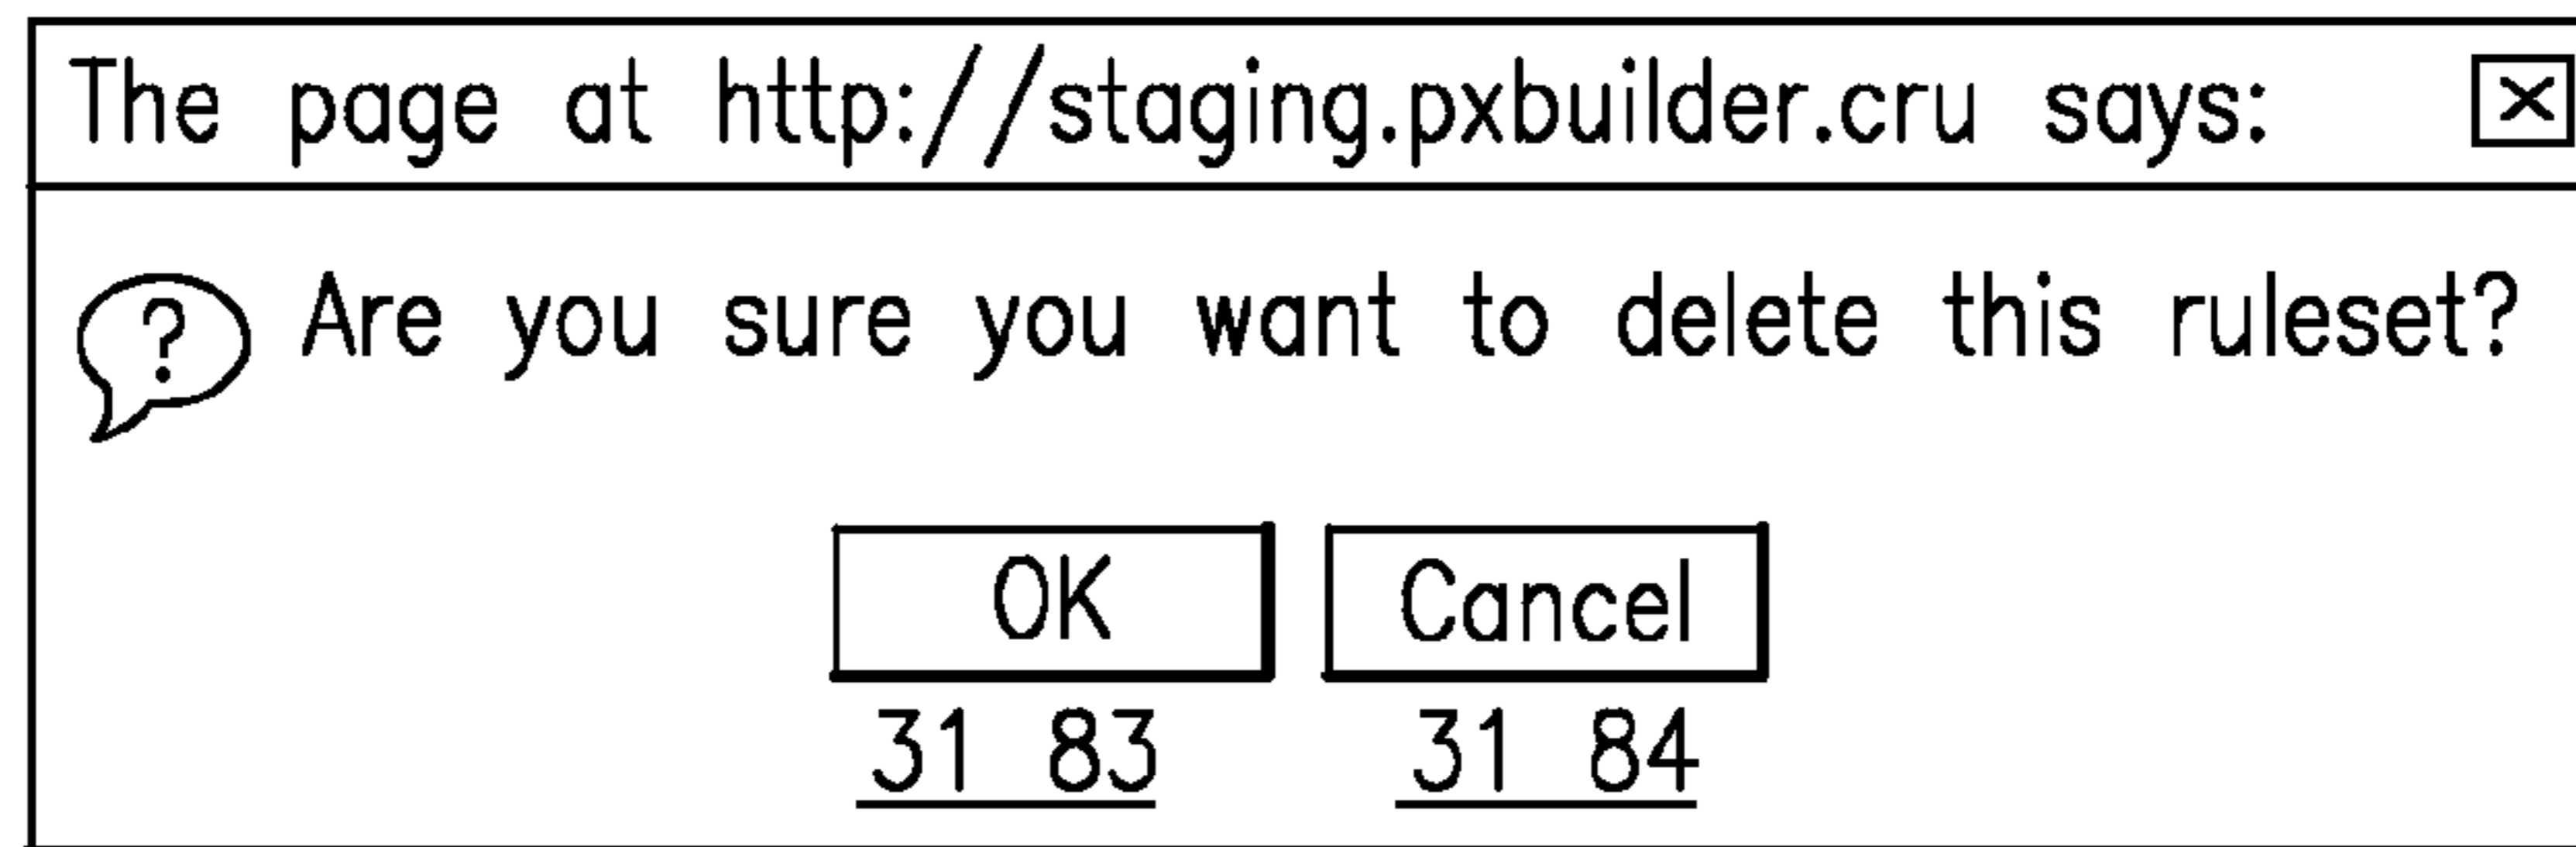 The page at http://staging.pxbuilder.cru says:
Are you sure you want to delete this ruleset?
OK Cancel
31 83 31 84